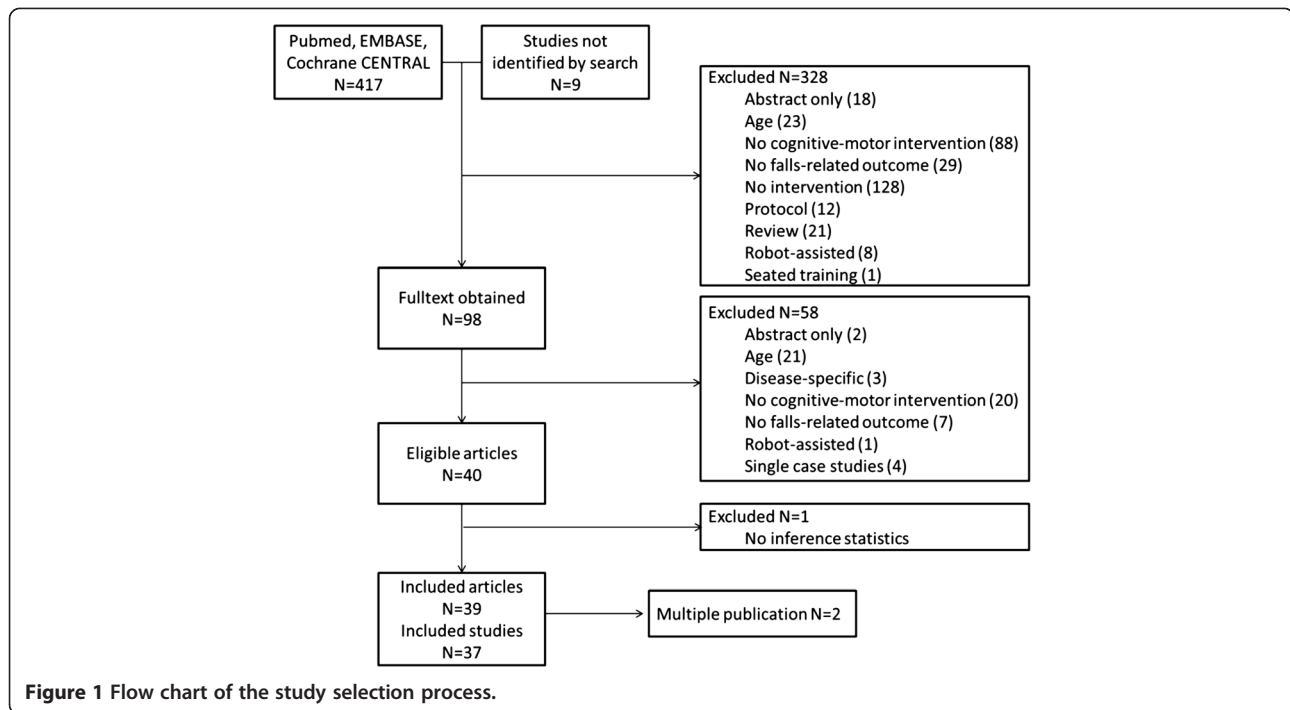 Pubmed, EMBASE,
Cochrane CENTRAL
N=417
Studies not
identified by search
N=9
Excluded N=328
Abstract only (18)
Age (23)
No cognitive-motor intervention (88)
No falls-related outcome (29)
No intervention (128)
Protocol (12)
Review (21)
Robot-assisted (8)
Seated training (1)
Fulltext obtained
N=98
Excluded N=58
Abstract only (2)
Age (21)
Disease-specific (3)
No cognitive-motor intervention (20)
No falls-related outcome (7)
Robot-assisted (1)
Single case studies (4)
Eligible articles
N=40
Excluded N=1
No inference statistics
Included articles
N=39
Included studies
N=37
Multiple publication N=2
Figure 1 Flow chart of the study selection process.